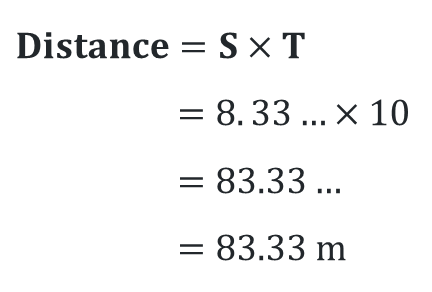 Distance = S × T
= 8.33 ... × 10
= 83.33 ...
= 83.33 m